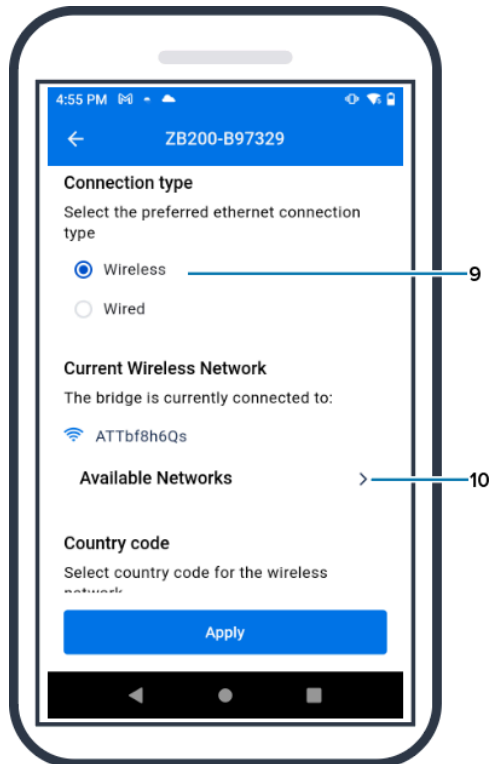 4:55 PM
ZB200-B97329
Connection type
Select the preferred ethernet connection
type
Wireless
9
Wired
Current Wireless Network
The bridge is currently connected to:
ATTbf8h6Qs
Available Networks
10
Country code
Select country code for the wireless
network
Apply